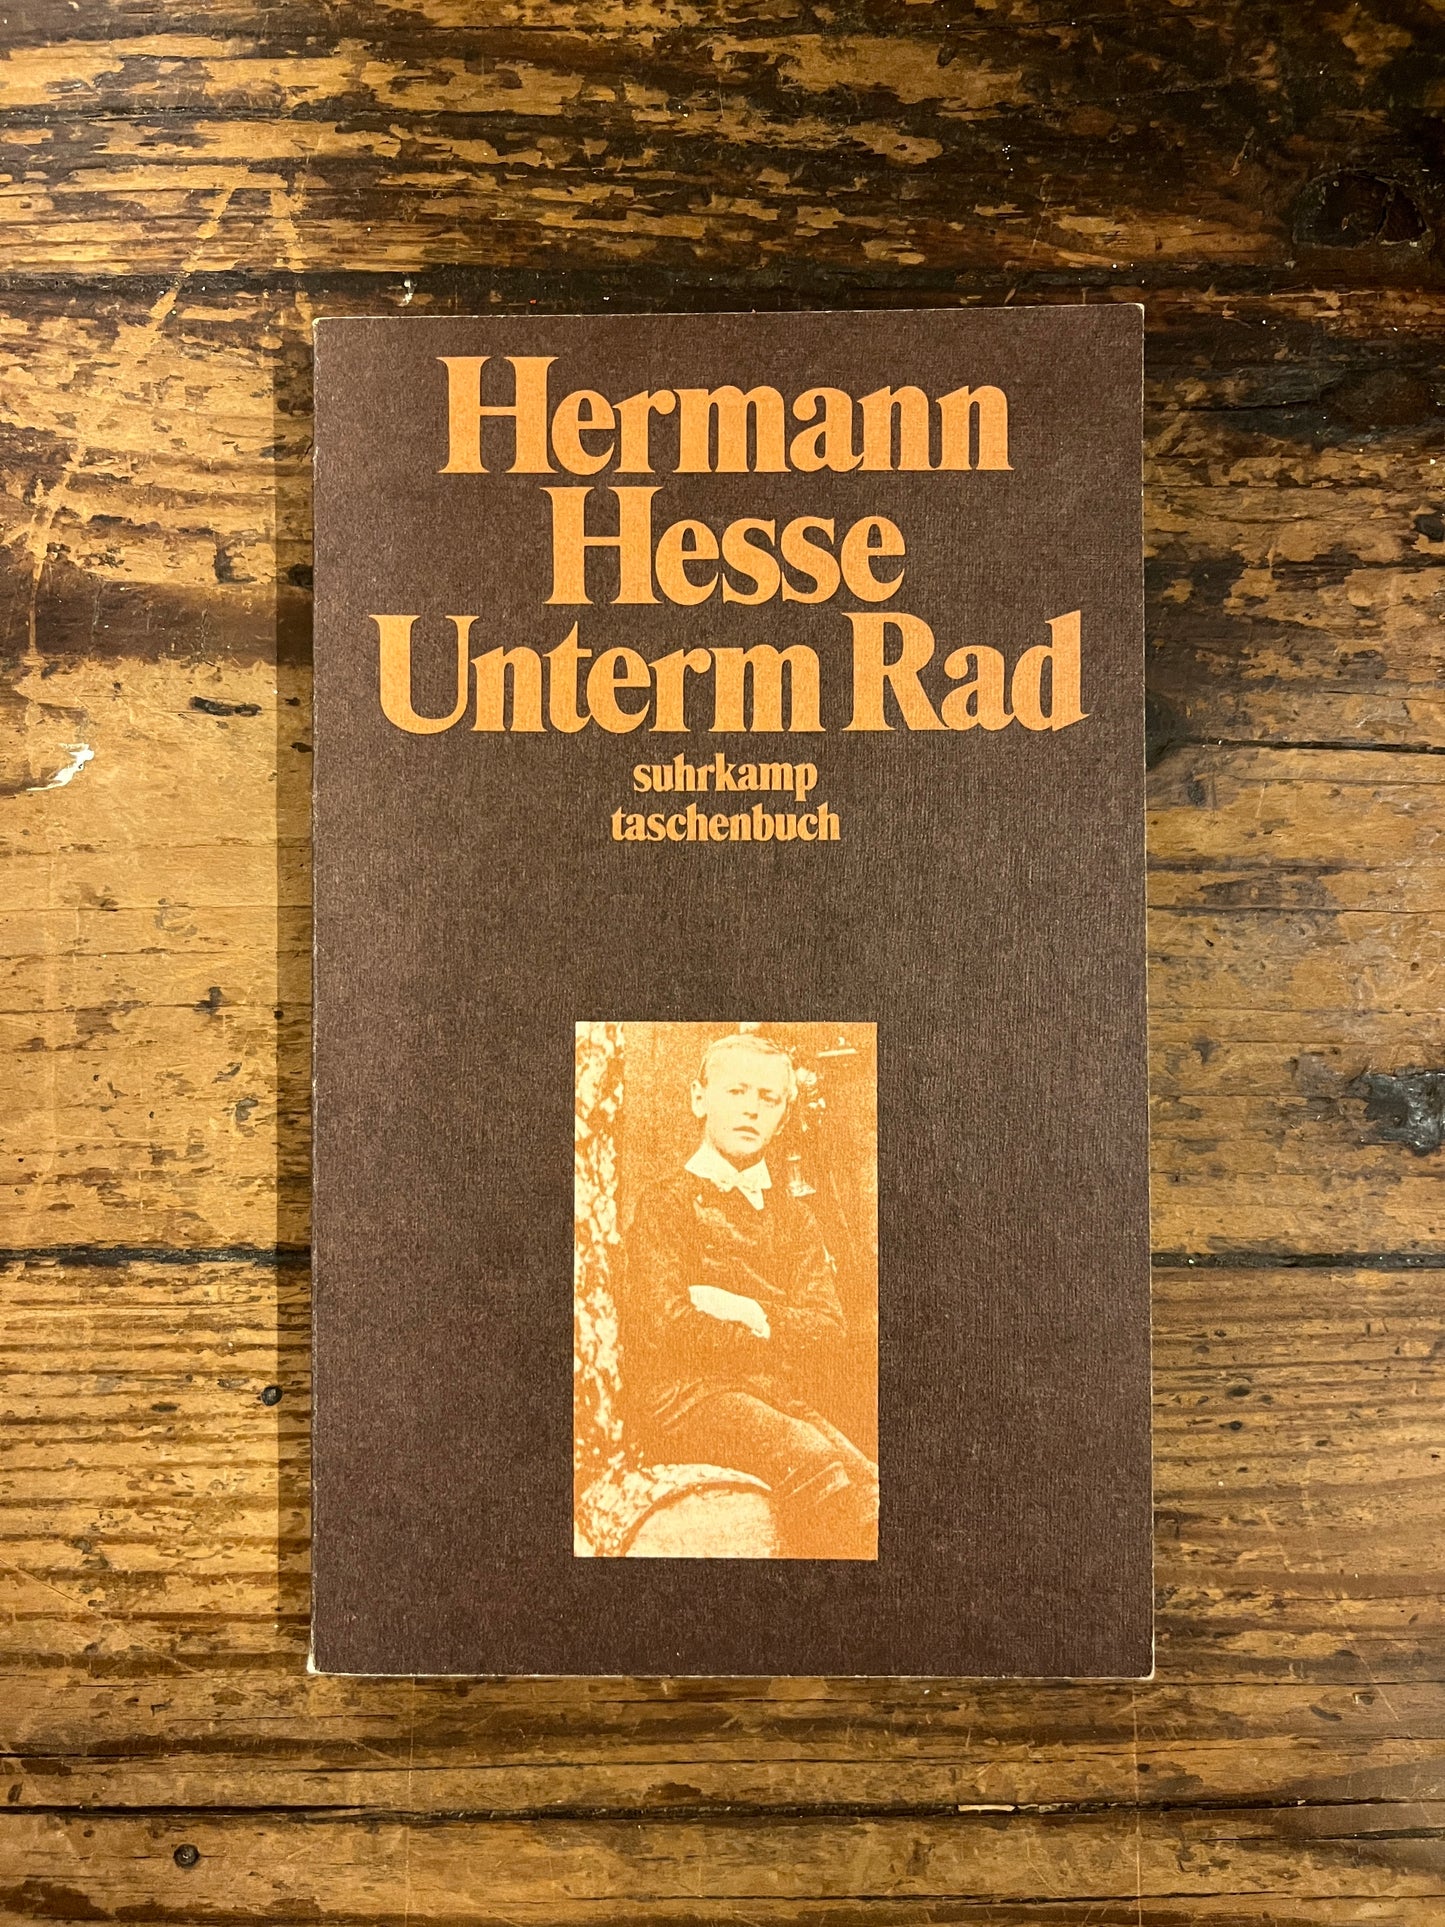 Hermann
Hesse
Unterm Rad
suhrkamp
taschenbuch